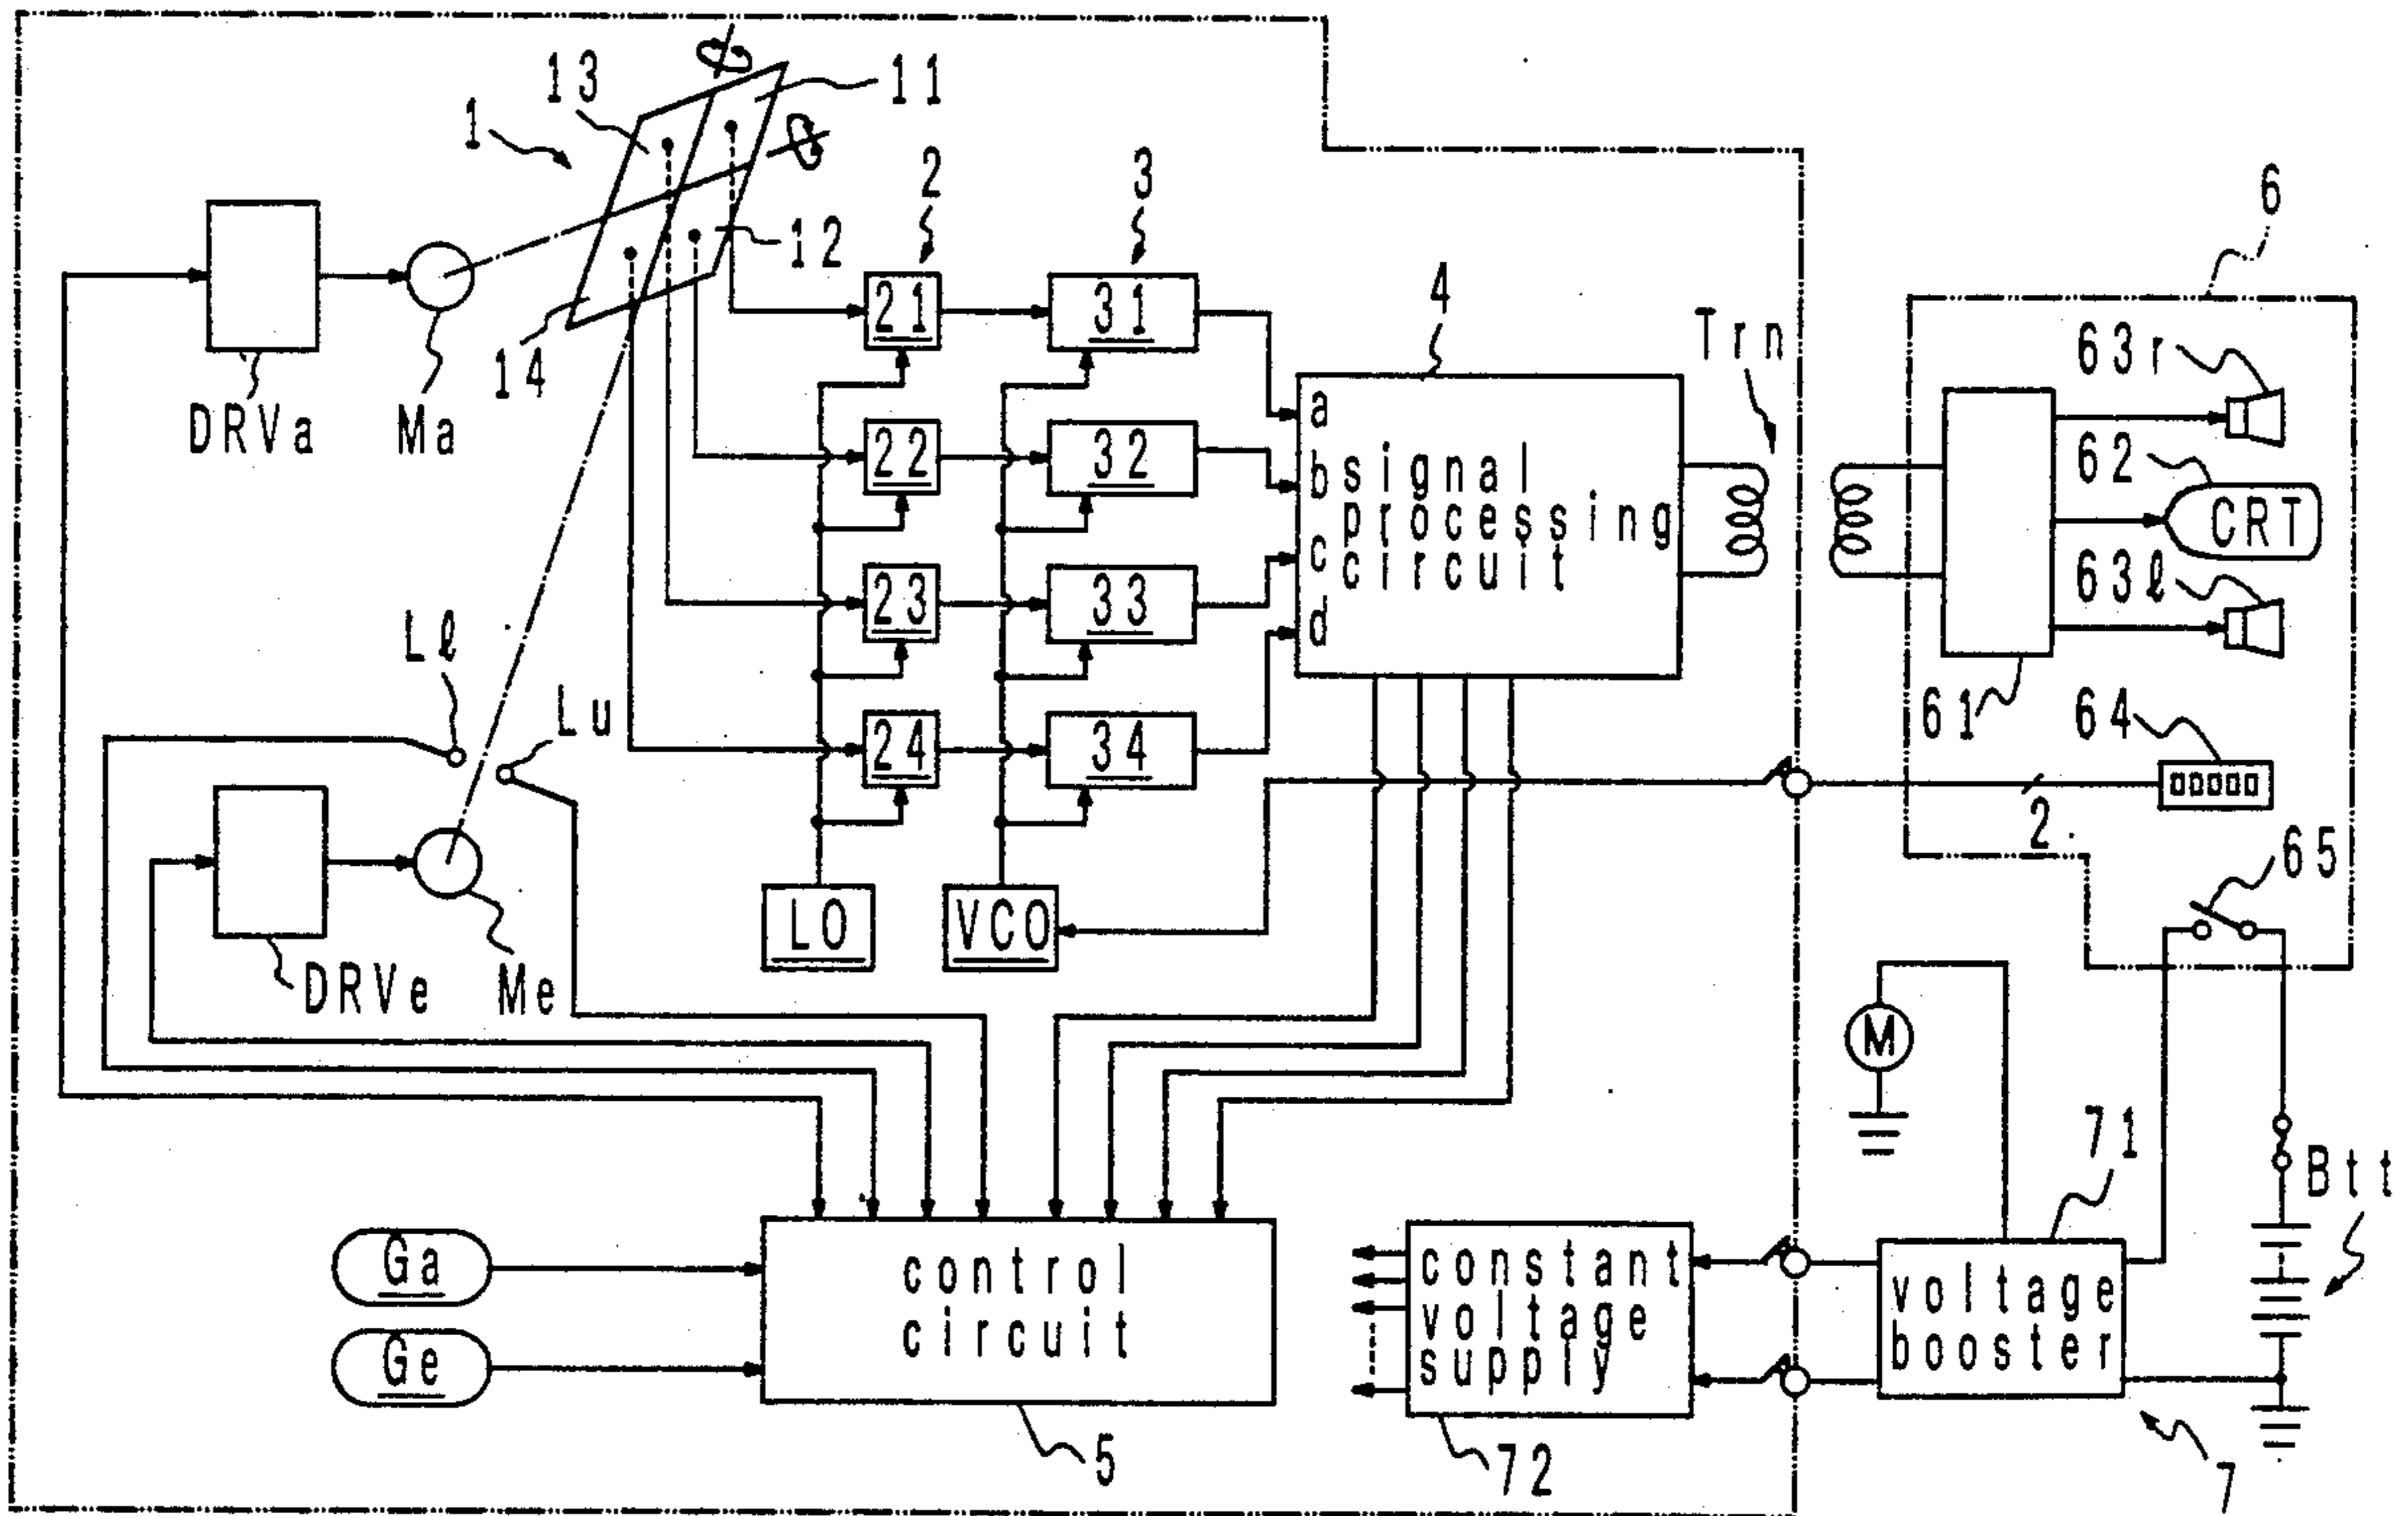 13
11
1
2
3
6
12
4
21
31
Trn
63r
14
a
62
DRVa
Ma
22
32
b signal
processing
CRT
c circuit
63ℓ
23
33
d
Lℓ
61
64
Lu
24
34
2
65
LO
VCO
DRVe
Me
M
71
Btt
Ga
control
circuit
constant
voltage
supply
voltage
booster
Ge
5
72
7